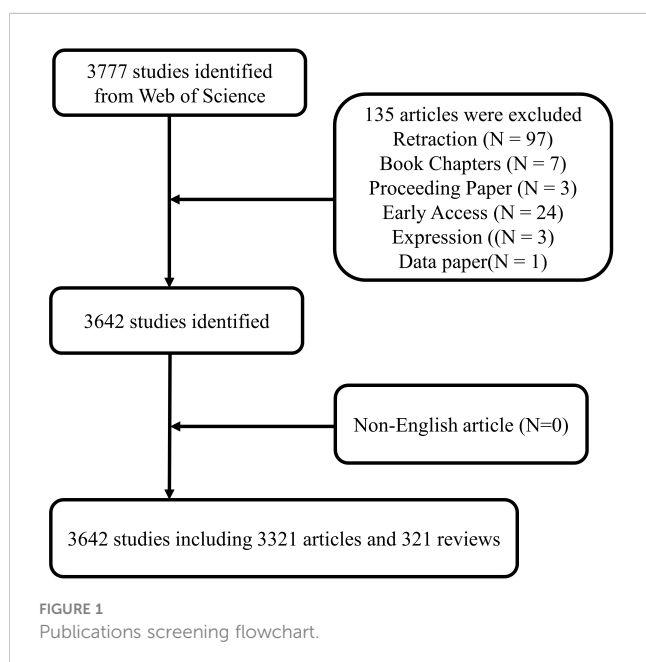 3777 studies identified
from Web of Science
135 articles were excluded
Retraction (N = 97)
Book Chapters (N = 7)
Proceeding Paper (N = 3)
Early Access (N = 24)
Expression ((N = 3)
Data paper(N = 1)
3642 studies identified
Non-English article (N=0)
3642 studies including 3321 articles and 321 reviews
FIGURE 1
Publications screening flowchart.